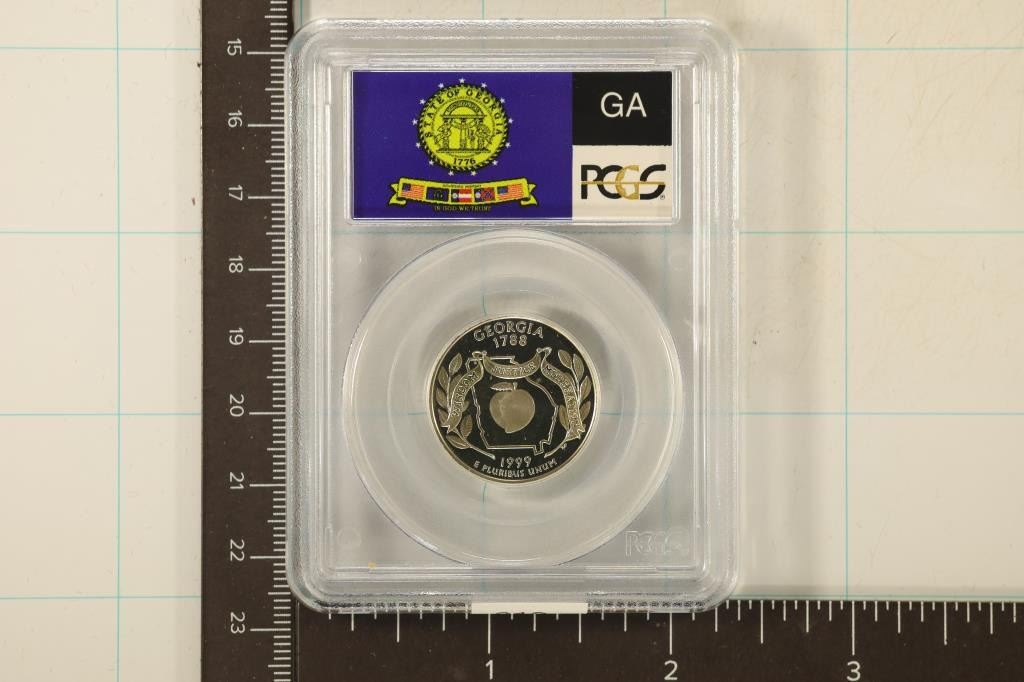 STATE OF GEORGIA
1776
IN GOD WE TRUST
GA
PCGS
GEORGIA
1788
WISDOM JUSTICE MODERATION
1999
E PLURIBUS UNUM
PCGS
15
16
17
18
19
20
21
22
23
1 2 3